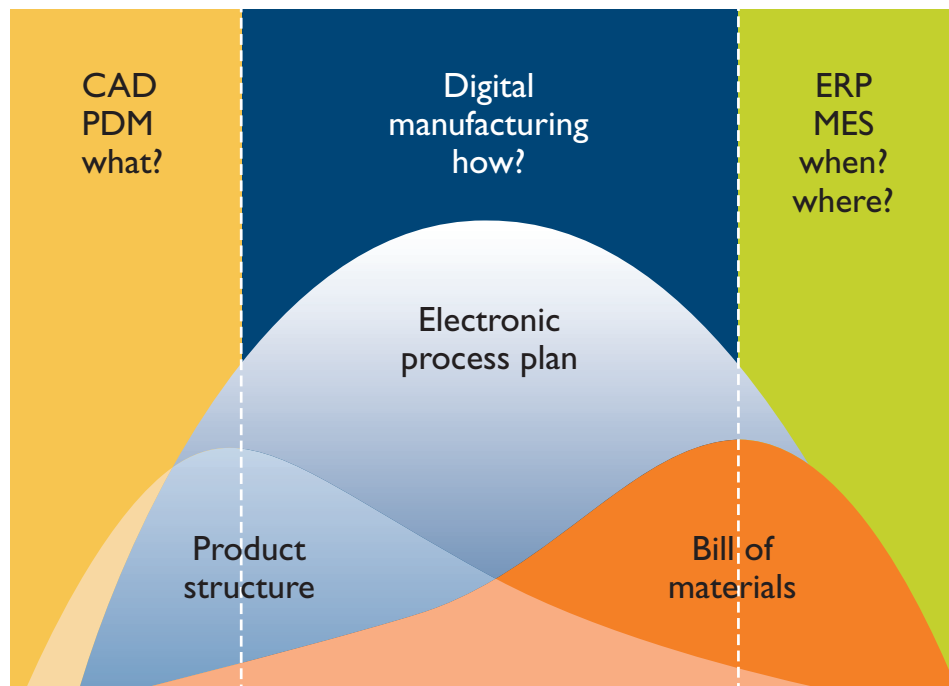 CAD
PDM
what?
Digital
manufacturing
how?
ERP
MES
when?
where?
Electronic
process plan
Product
structure
Bill of
materials